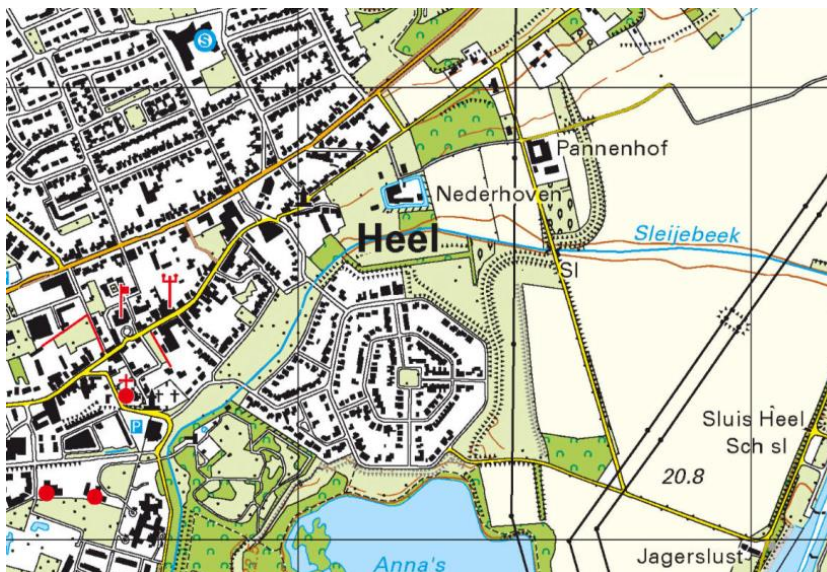 S
Pannenhof
Nederhoven
Heel
Sleijebeek
Sl
P
Sluis Heel
Sch sl
20.8
Jagerslust
Anna's